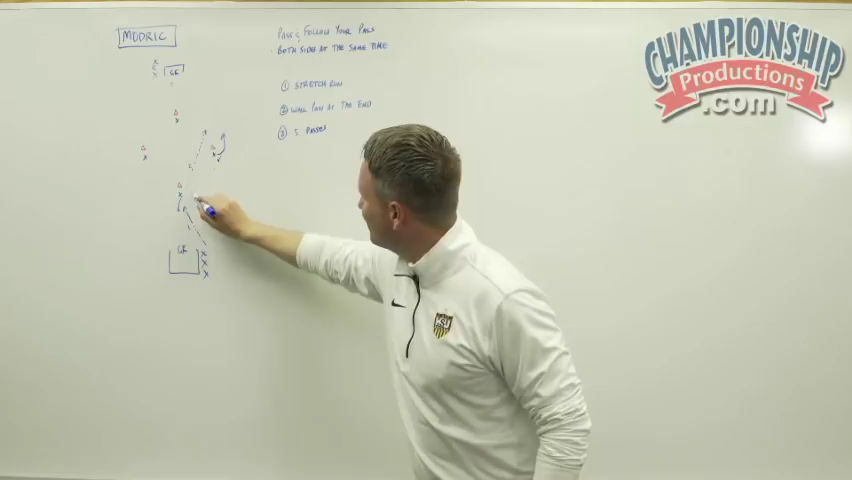 MODRIC
PASS & FOLLOW YOUR PASS
BOTH SIDES AT THE SAME TIME
① STRETCH RUN
② WALL PASS AT THE END
③ 5 PASSES
GK
GK
CHAMPIONSHIP
Productions
.com
KSU